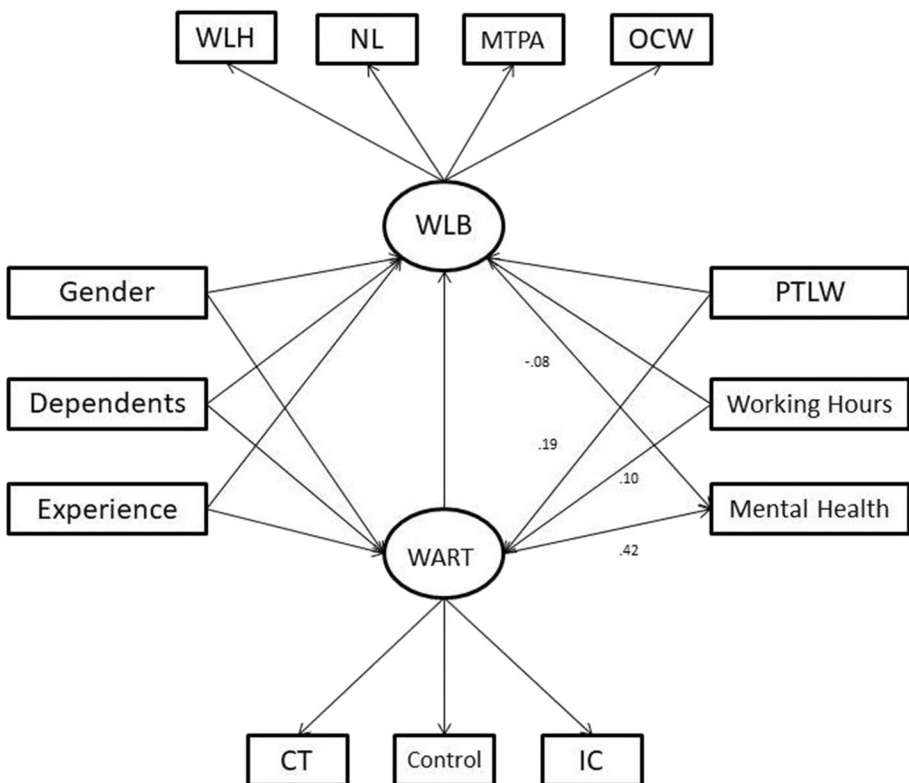 WLH
NL
MTPA
OCW
WLB
Gender
PTLW
-.08
Dependents
Working Hours
.19
.10
Experience
Mental Health
WART
.42
CT
Control
IC